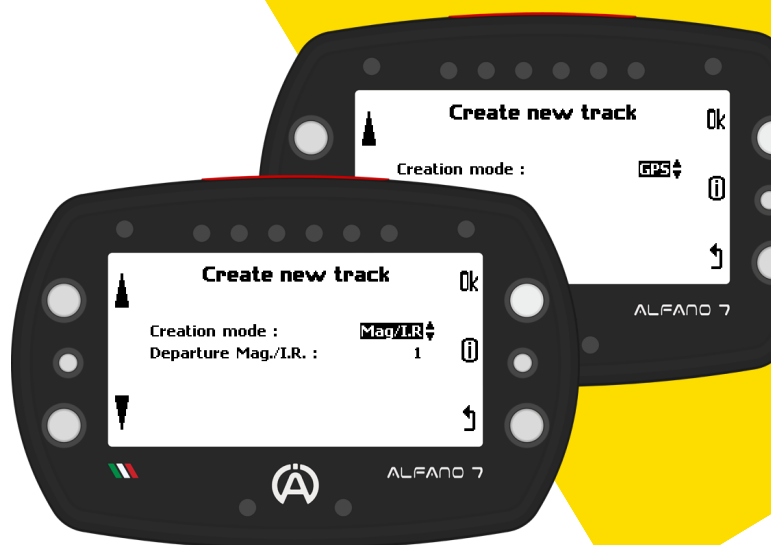 Create new track
Ok
Creation mode : GPS
ALFANO 7
Create new track
Ok
Creation mode : Mag/I.R
Departure Mag./I.R. : 1
ALFANO 7